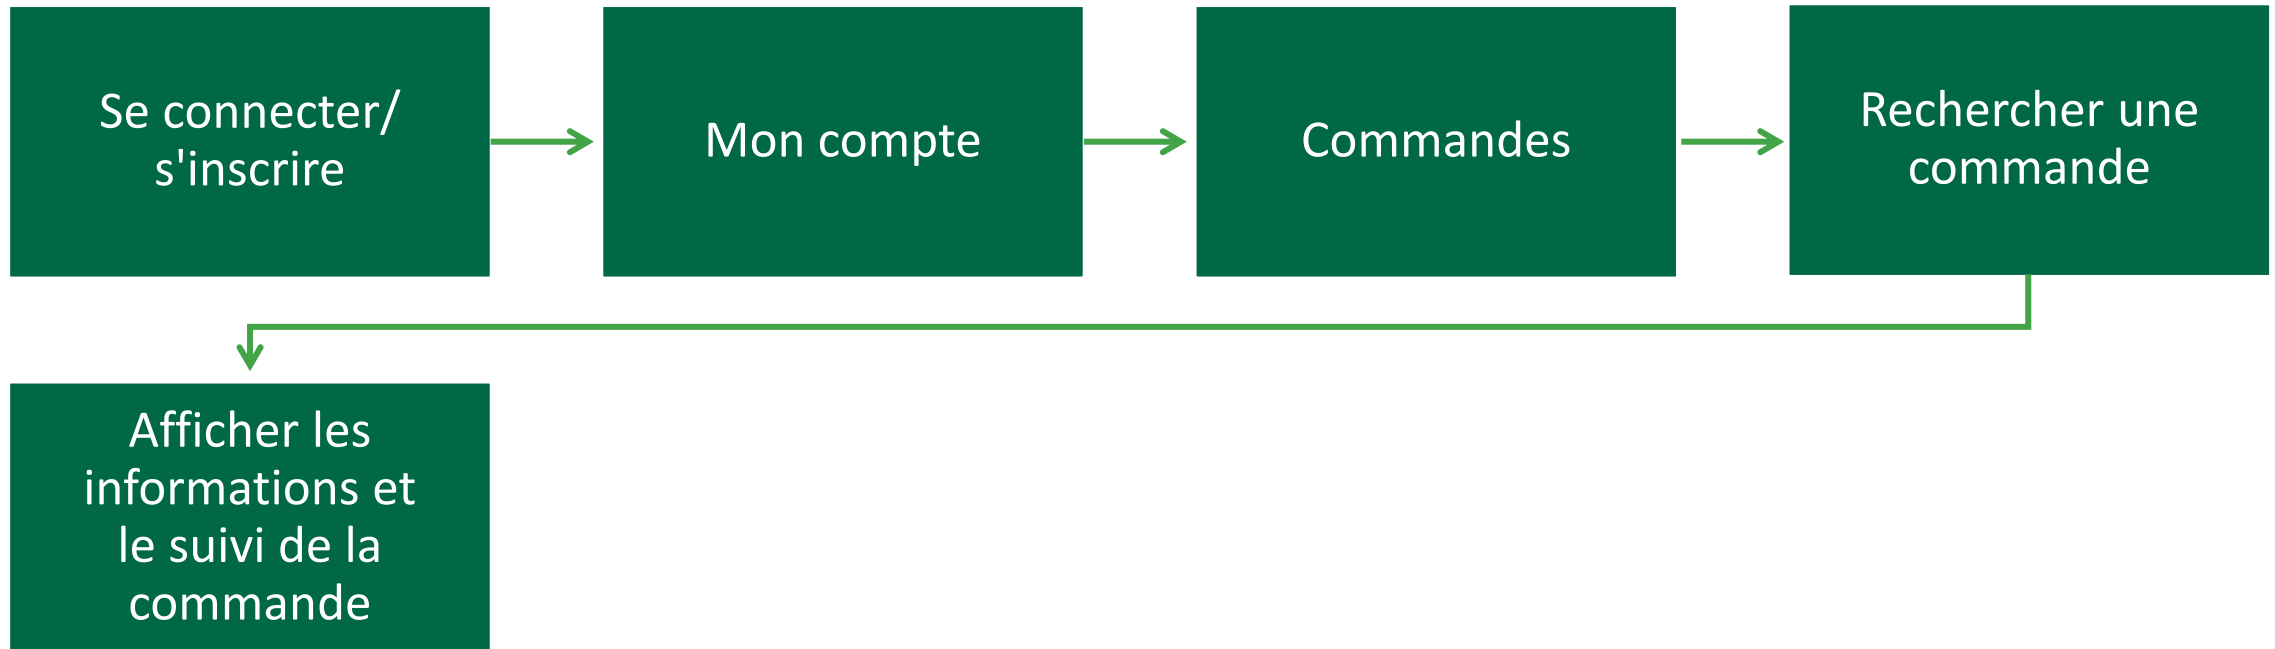 Se connecter/
s'inscrire
Mon compte
Commandes
Rechercher une
commande
Afficher les
informations et
le suivi de la
commande